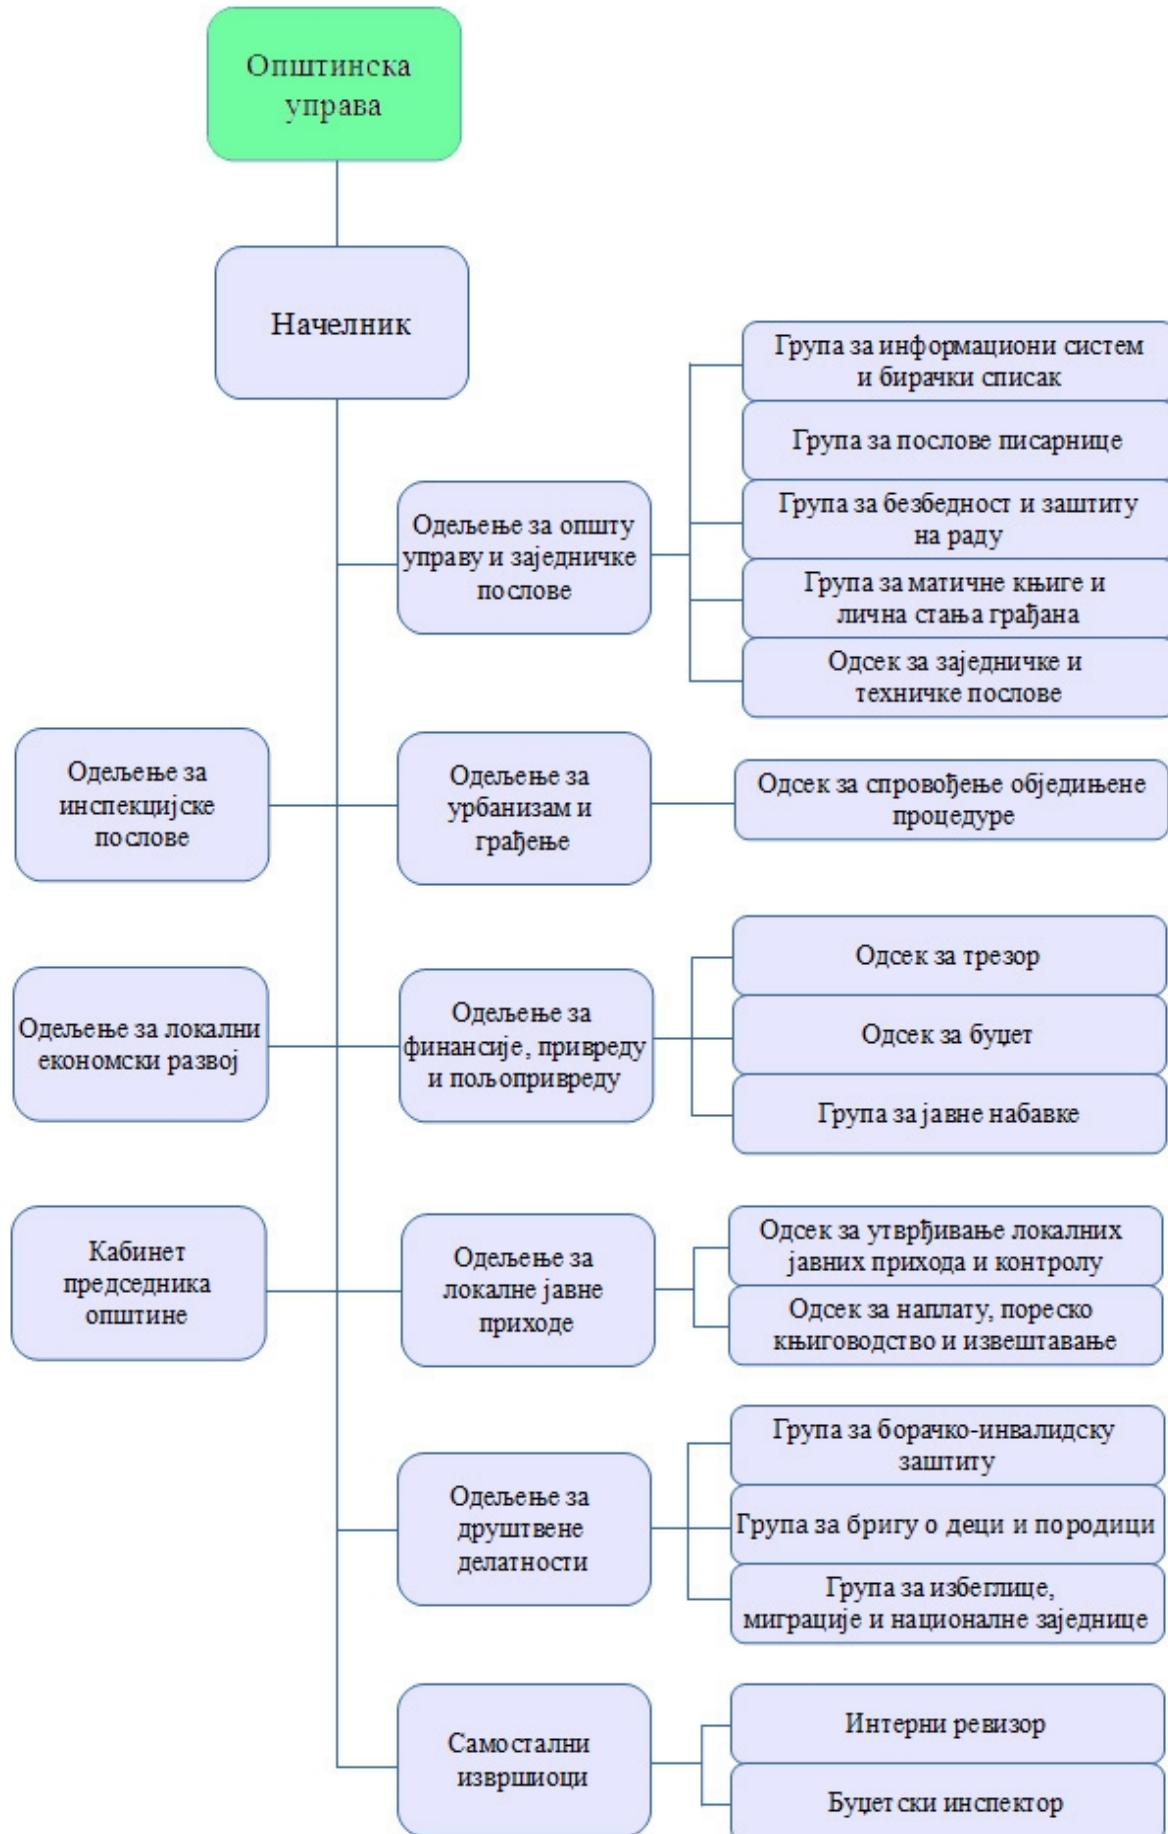 Општинска
управа
Начелник
Група за информациони систем
и бирачки списак
Група за послове писарнице
Група за безбедност и заштиту
на раду
Група за матичне књиге и
лична стања грађана
Одсек за заједничке и
техничке послове
Одељење за општу
управу и заједничке
послове
Одељење за
инспекцијске
послове
Одељење за
урбанизам и
грађење
Одсек за спровођење обједињене
процедуре
Одељење за локални
економски развој
Одељење за
финансије, привреду
и пољопривреду
Одсек за трезор
Одсек за буџет
Група за јавне набавке
Кабинет
председника
општине
Одељење за
локалне јавне
приходе
Одсек за утврђивање локалних
јавних прихода и контролу
Одсек за наплату, пореско
књиговодство и извештавање
Одељење за
друштвене
делатности
Група за борачко-инвалидску
заштиту
Група за бригу о деци и породици
Група за избеглице,
миграције и националне заједнице
Самостални
извршиоци
Интерни ревизор
Буџетски инспектор